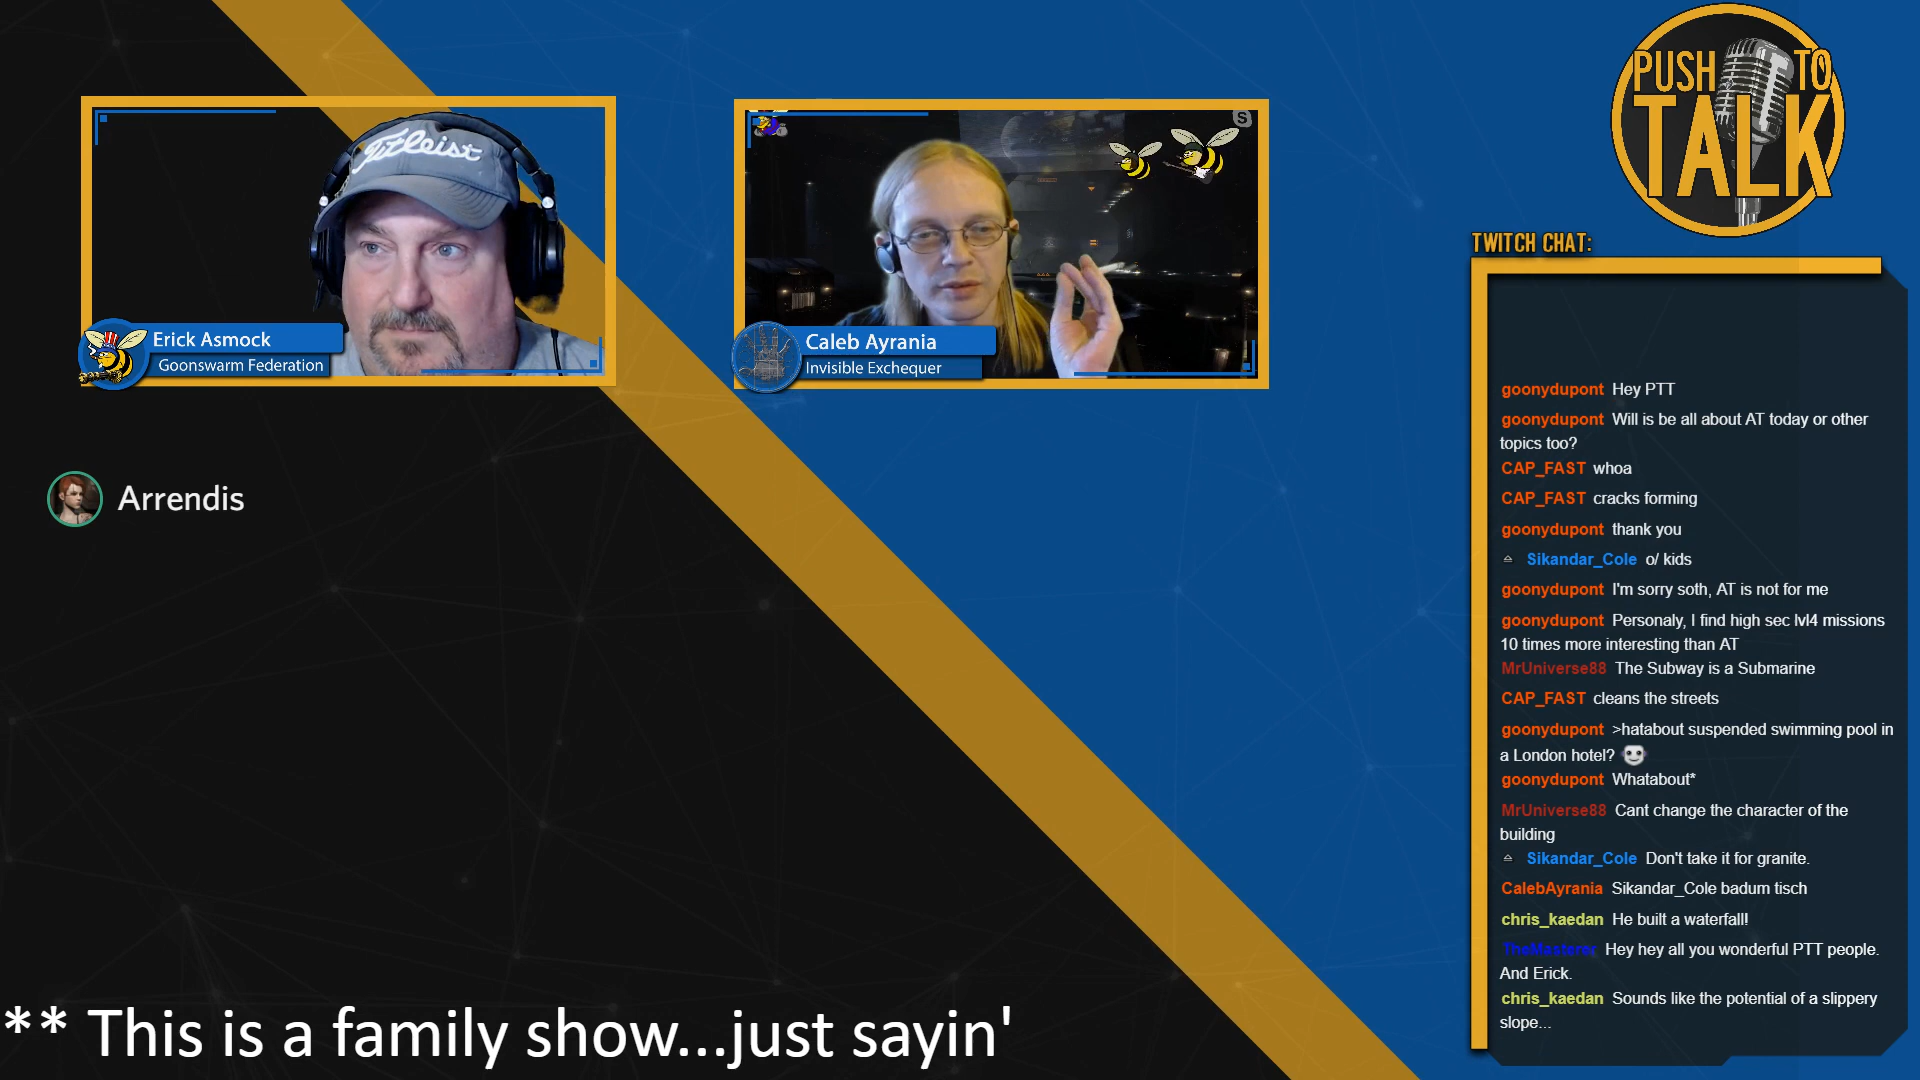 Titleist
Erick Asmock
Goonswarm Federation
S
Caleb Ayrania
Invisible Exchequer
PUSH TO
TALK
Arrendis
** This is a family show...just sayin'
TWITCH CHAT:
goonydupont Hey PTT
goonydupont Will is be all about AT today or other
topics too?
CAP_FAST whoa
CAP_FAST cracks forming
goonydupont thank you
Sikandar_Cole o/ kids
goonydupont I'm sorry soth, AT is not for me
goonydupont Personaly, I find high sec lvl4 missions
10 times more interesting than AT
MrUniverse88 The Subway is a Submarine
CAP_FAST cleans the streets
goonydupont >hatabout suspended swimming pool in
a London hotel?
goonydupont Whatabout*
MrUniverse88 Cant change the character of the
building
Sikandar_Cole Don't take it for granite.
CalebAyrania Sikandar_Cole badum tisch
chris_kaedan He built a waterfall!
TheMasteror Hey hey all you wonderful PTT people.
And Erick.
chris_kaedan Sounds like the potential of a slippery
slope...